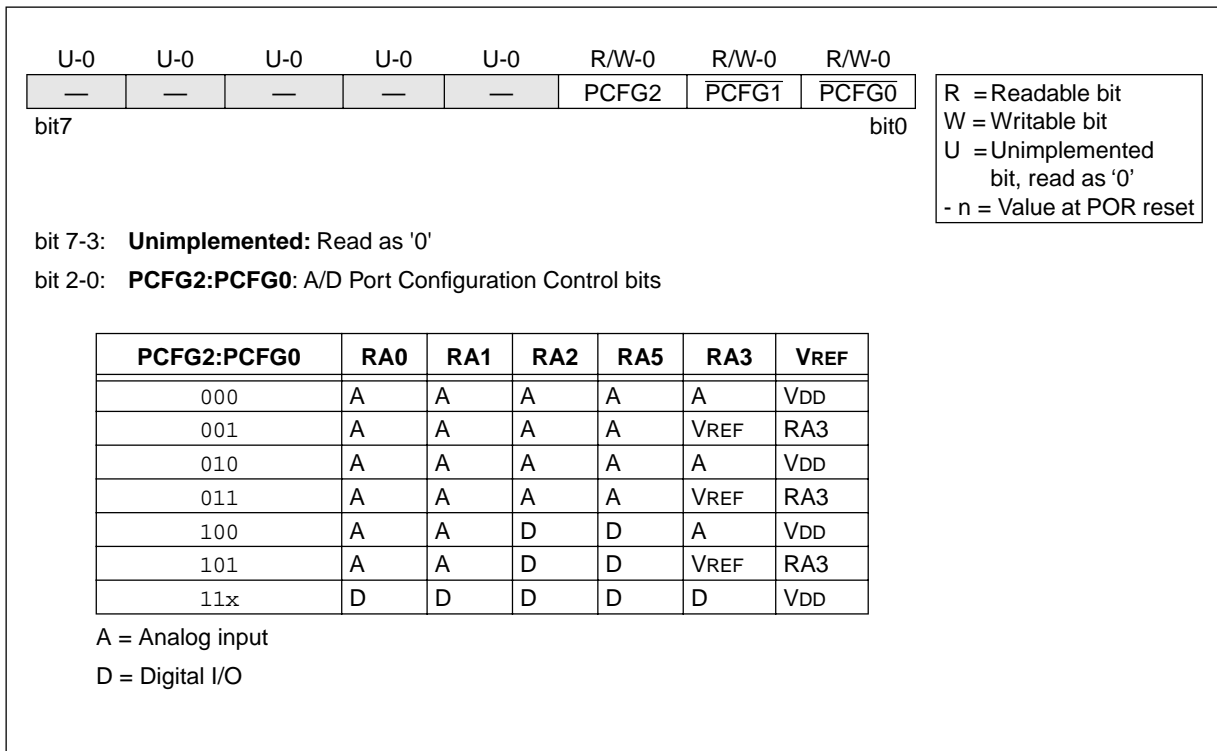 U-0 U-0 U-0 U-0 U-0 R/W-0 R/W-0 R/W-0
— — — — — PCFG2 PCFG1 PCFG0
bit7 bit0
R = Readable bit
W = Writable bit
U = Unimplemented
bit, read as ‘0’
- n = Value at POR reset
bit 7-3: Unimplemented: Read as '0'
bit 2-0: PCFG2:PCFG0: A/D Port Configuration Control bits
PCFG2:PCFG0 RA0 RA1 RA2 RA5 RA3 VREF
000 A A A A A VDD
001 A A A A VREF RA3
010 A A A A A VDD
011 A A A A VREF RA3
100 A A D D A VDD
101 A A D D VREF RA3
11x D D D D D VDD
A = Analog input
D = Digital I/O